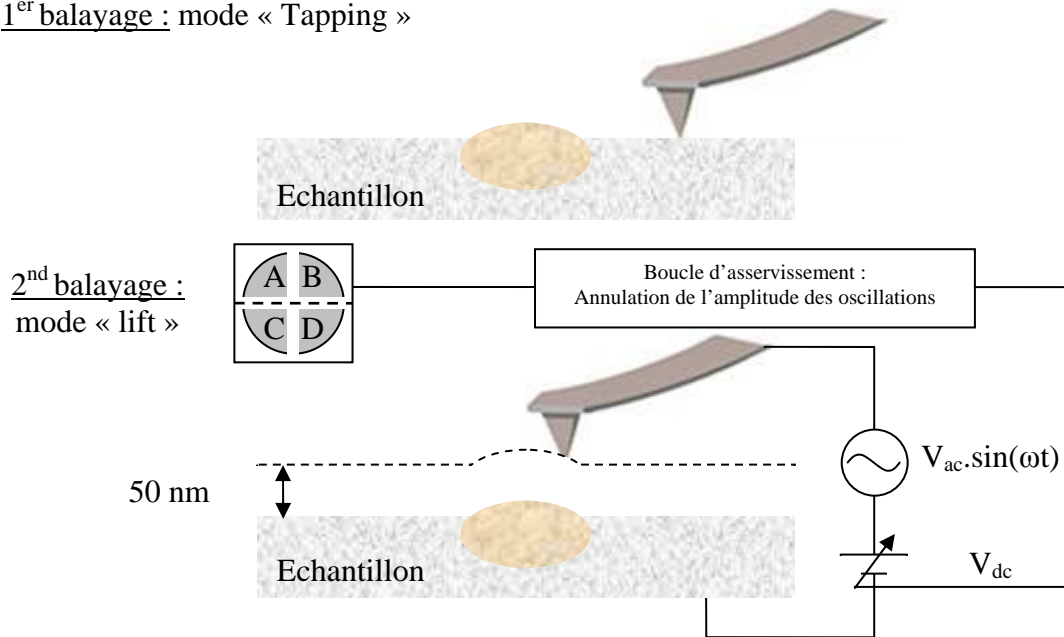 1er balayage : mode « Tapping »
Echantillon
2nd balayage :
mode « lift »
A B
C D
Boucle d’asservissement :
Annulation de l’amplitude des oscillations
Vac.sin(ωt)
50 nm
Echantillon
Vdc